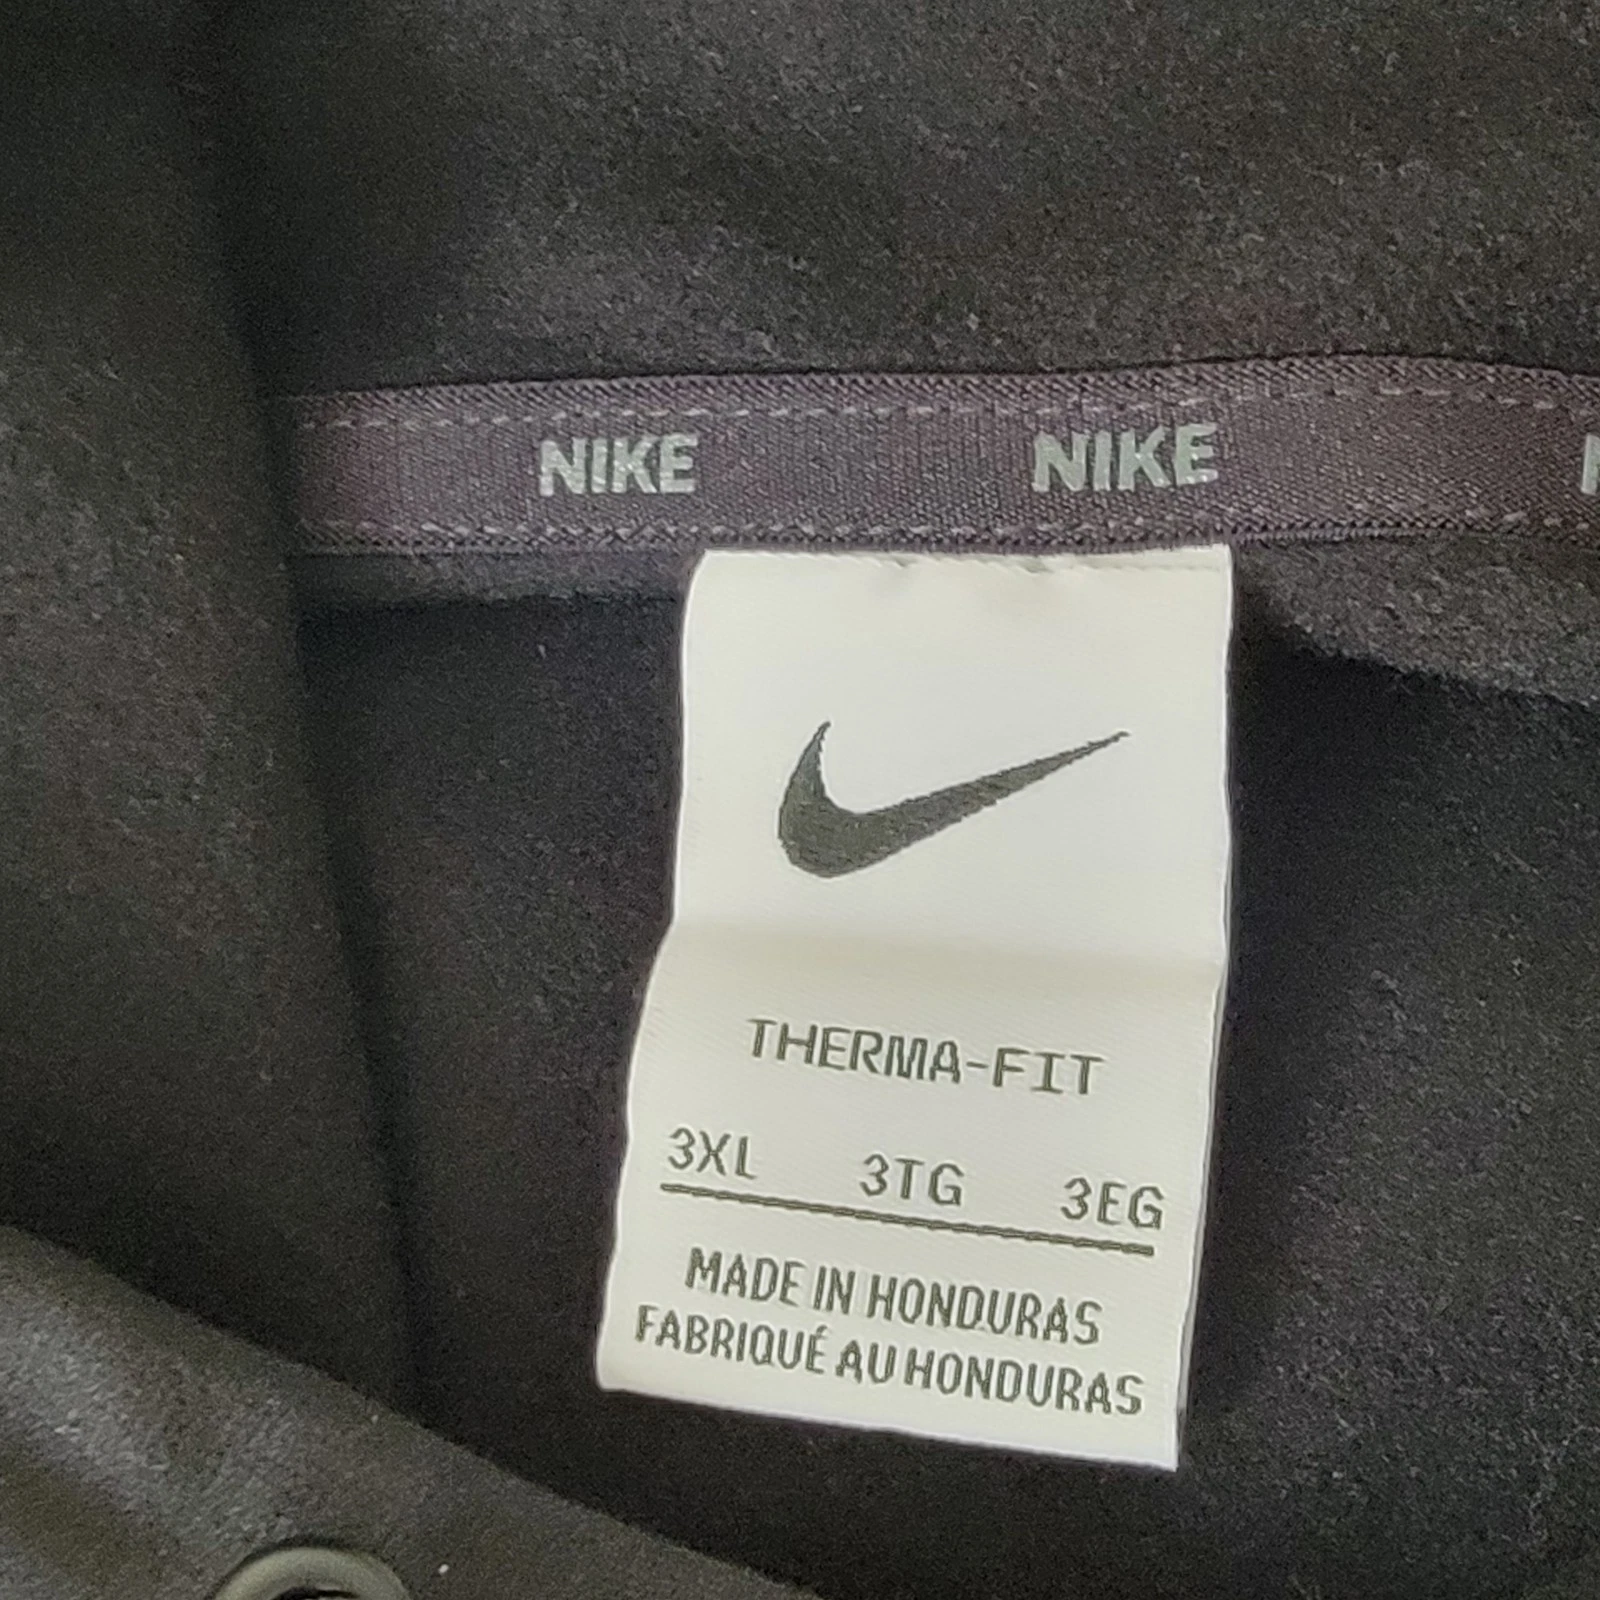 NIKE NIKE
THERMA-FIT
3XL 3TG 3EG
MADE IN HONDURAS
FABRIQUÉ AU HONDURAS